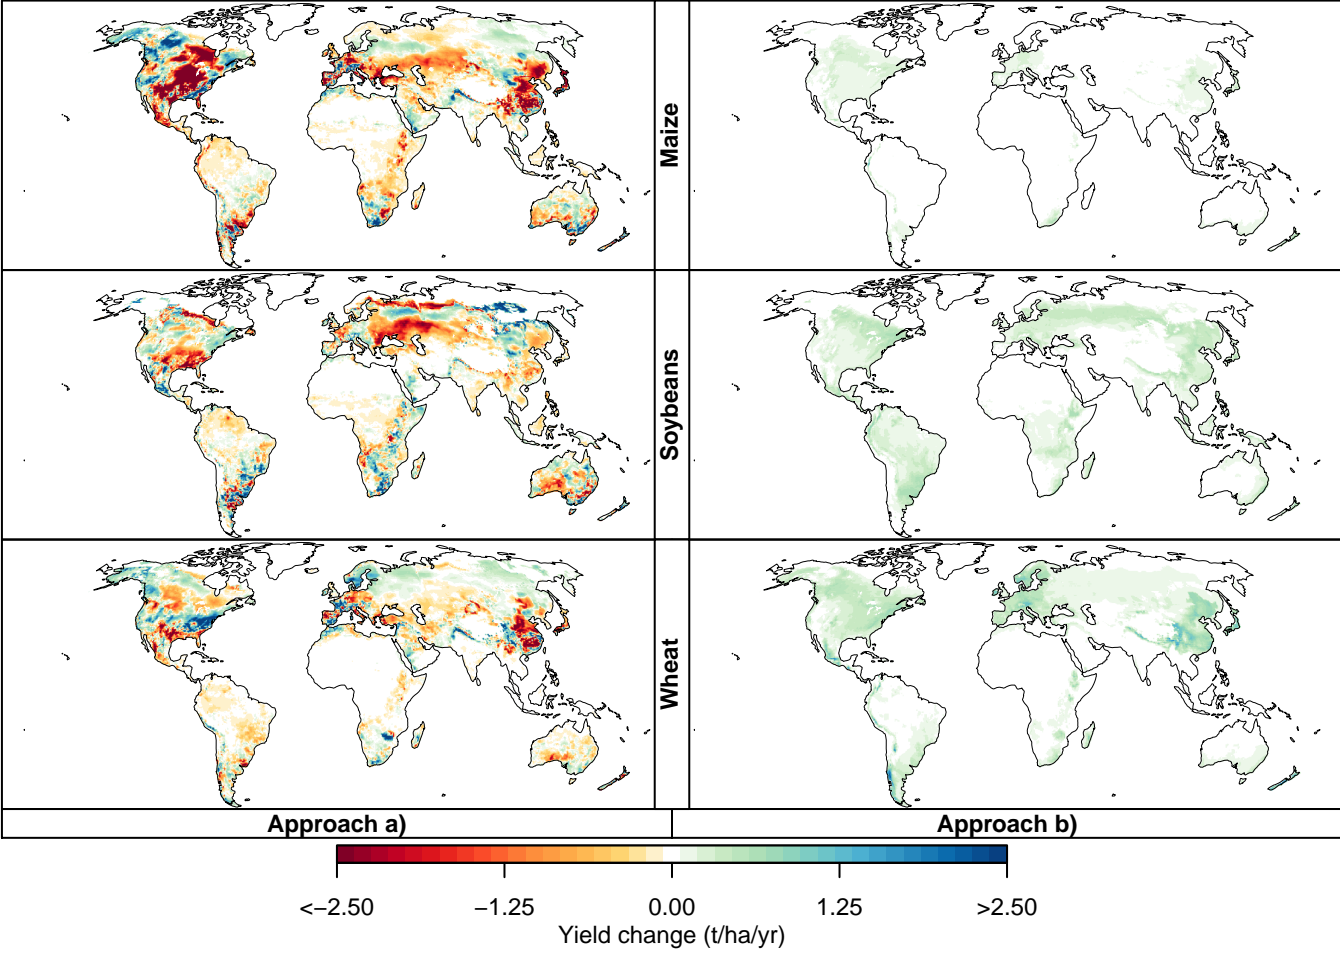 Maize
Soybeans
Wheat
Approach a)
Approach b)
<−2.50
−1.25
0.00
1.25
>2.50
Yield change (t/ha/yr)